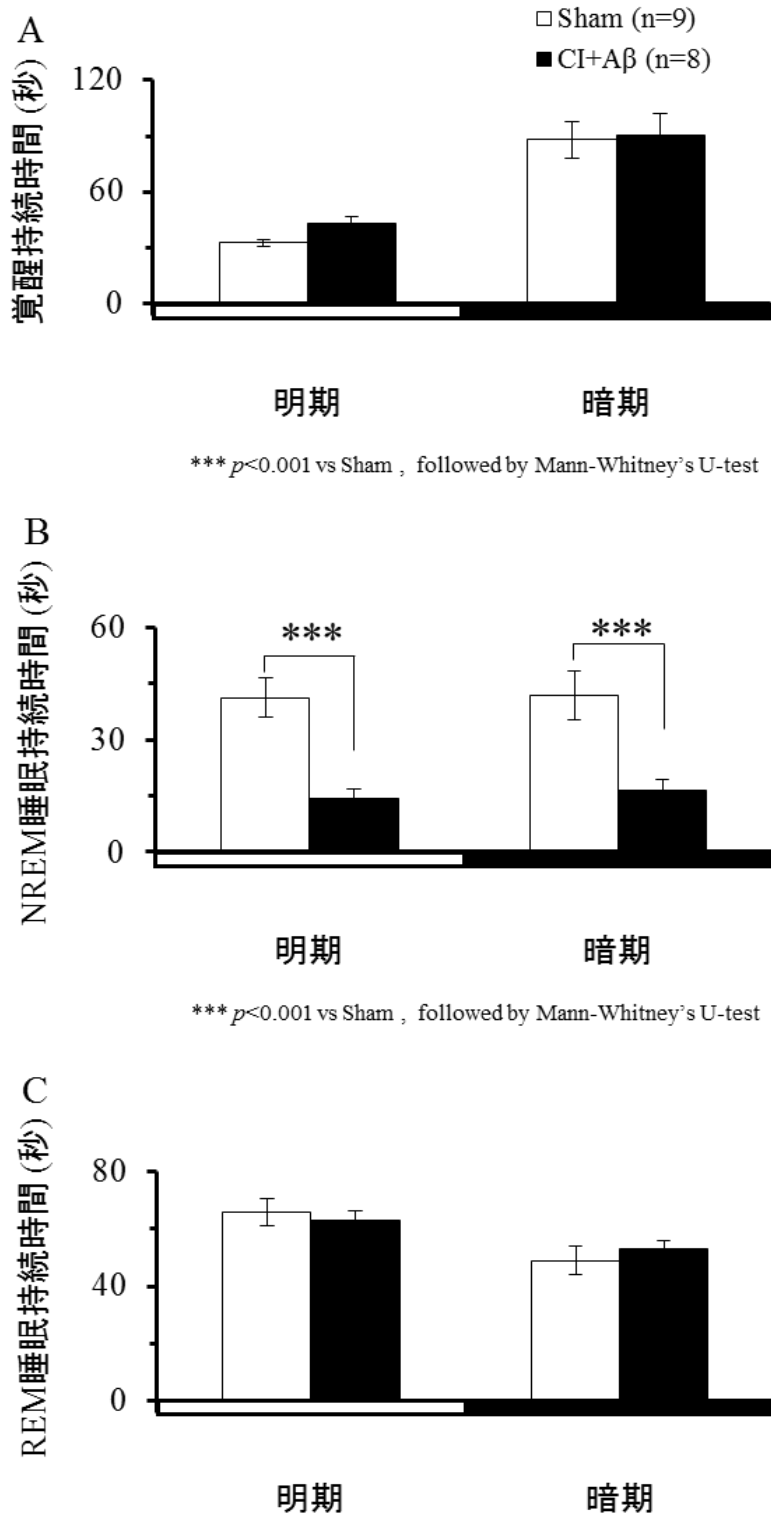 A
□ Sham (n=9)
■ CI+Aβ (n=8)
覚醒持続時間 (秒)
120
60
0
明期
暗期
*** p<0.001 vs Sham , followed by Mann-Whitney’s U-test
B
NREM睡眠持続時間 (秒)
60
30
0
***
***
明期
暗期
*** p<0.001 vs Sham , followed by Mann-Whitney’s U-test
C
REM睡眠持続時間 (秒)
80
40
0
明期
暗期